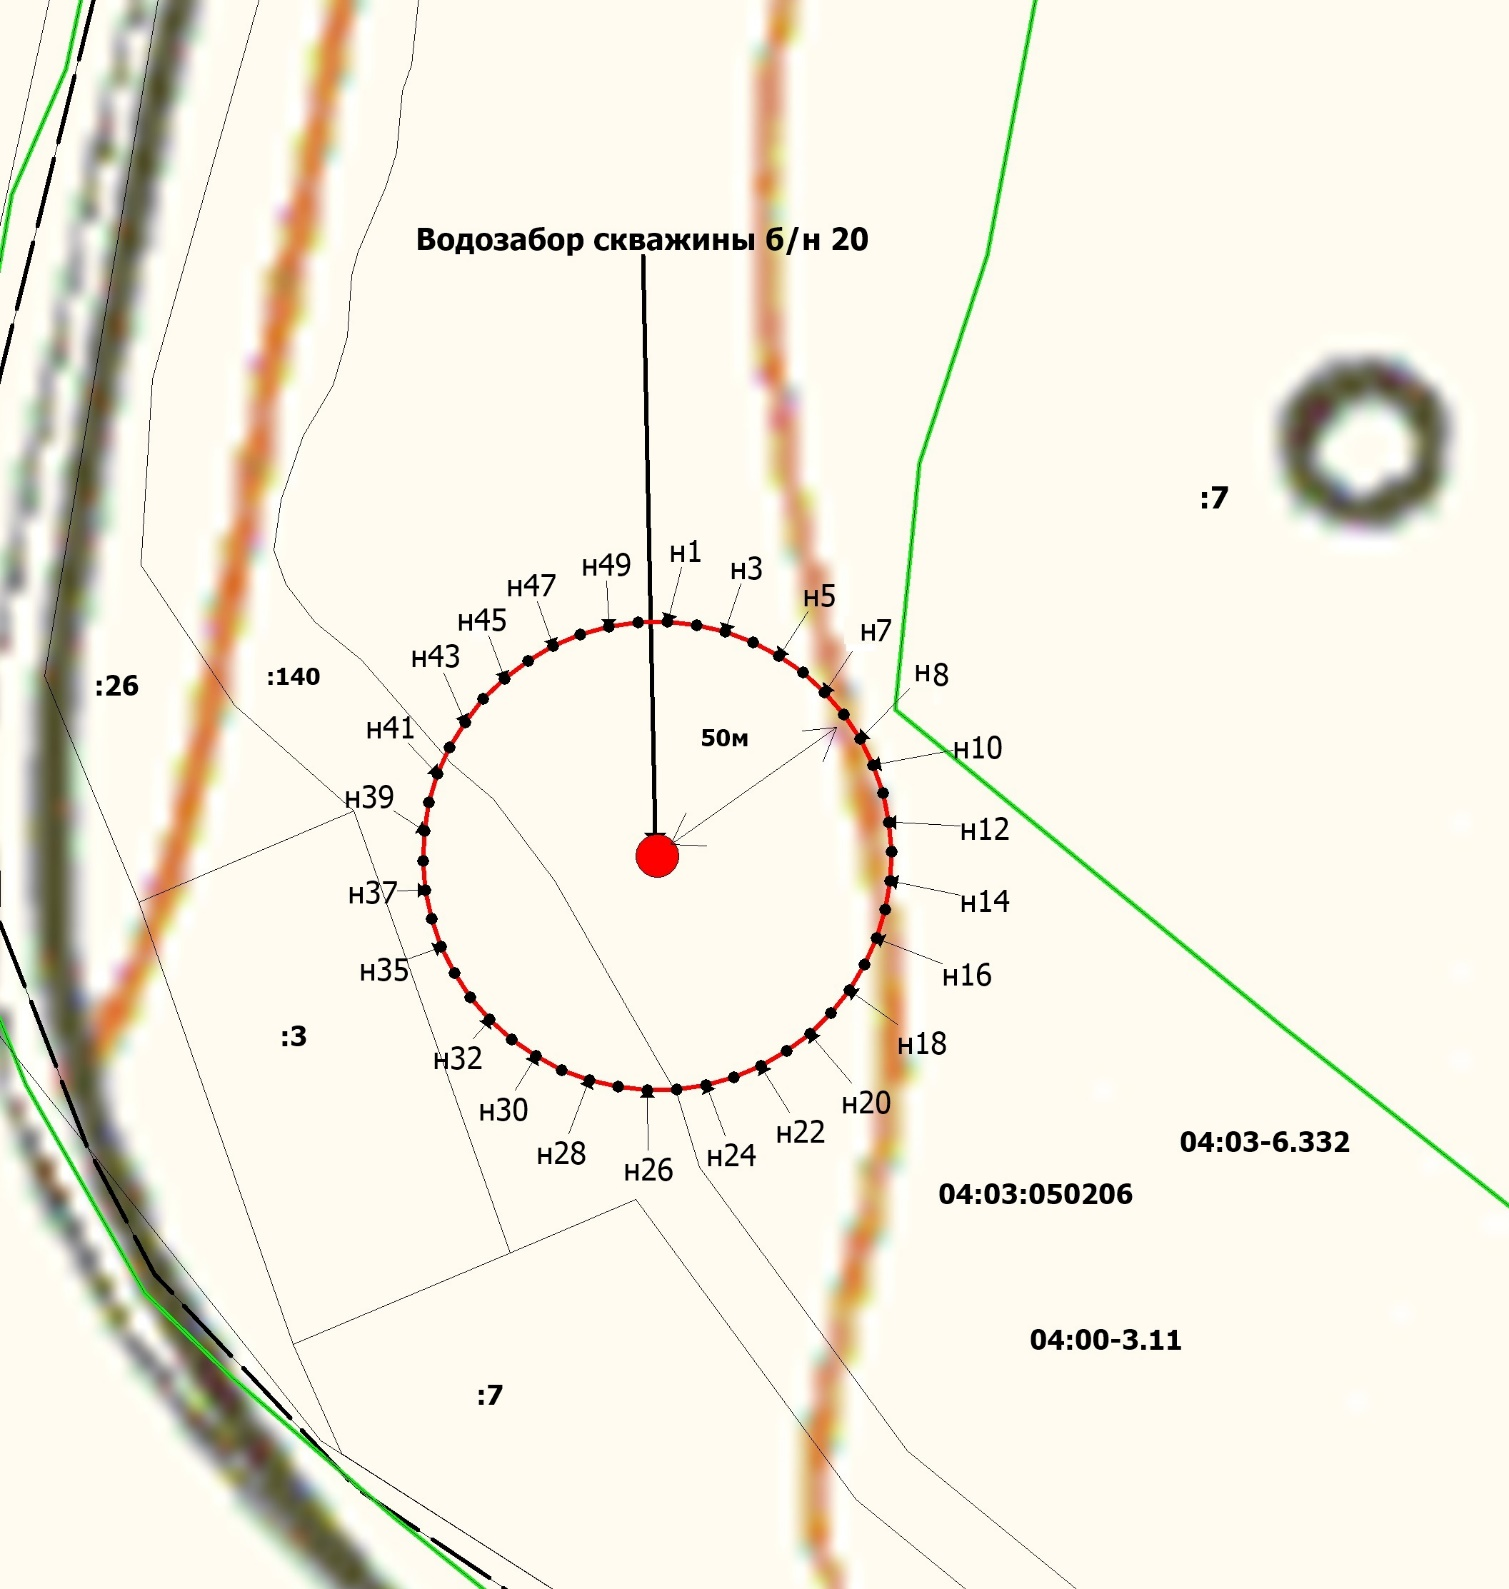 Водозабор скважины б/н 20
:7
н49
н1
н3
н47
н5
н45
н7
н43
н8
:26
:140
н41
50м
н10
н39
н12
н37
н14
н35
н16
:3
н18
н32
н20
н30
н22
04:03-6.332
н28
н24
н26
04:03:050206
04:00-3.11
:7